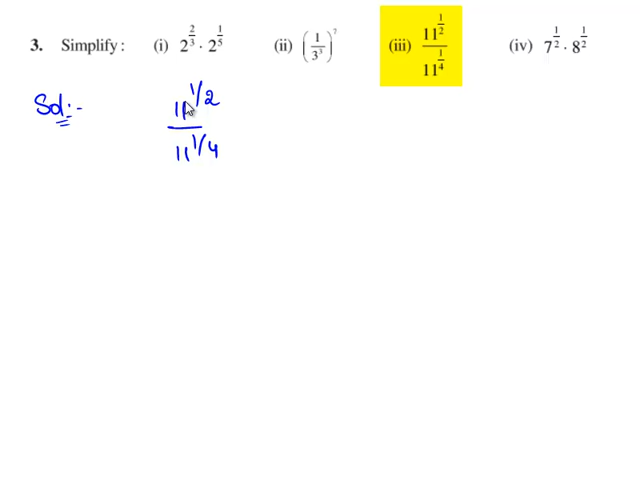 3. Simplify : (i) 2^(2/3) · 2^(1/5) (ii) (1/3^3)^7 (iii) 11^(1/2) / 11^(1/4) (iv) 7^(1/2) · 8^(1/2)
Sol:-
11^1/2
11^1/4